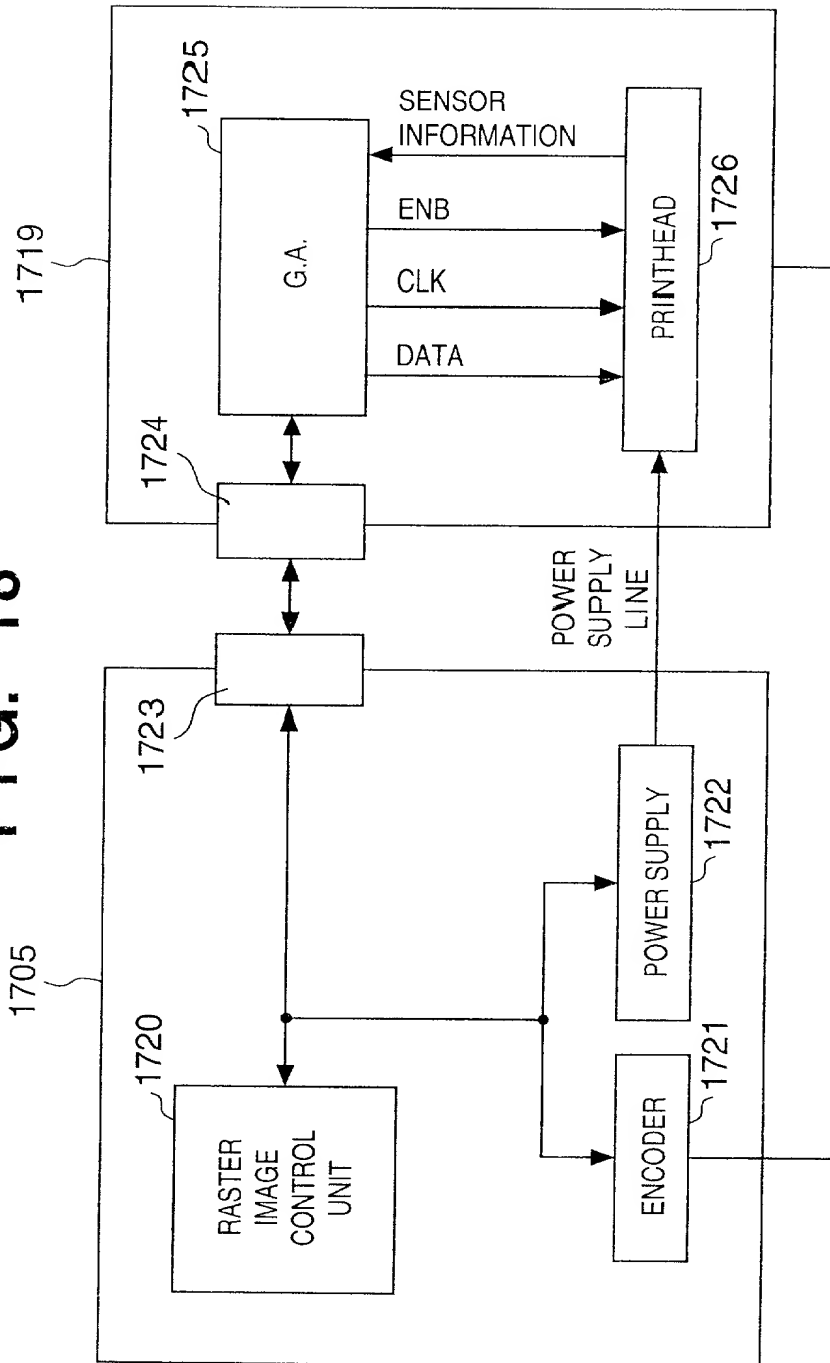 FIG.
1705
1719
1720
1723
1724
1725
RASTER
IMAGE
CONTROL
UNIT
G.A.
DATA
CLK
ENB
SENSOR
INFORMATION
POWER
SUPPLY
LINE
ENCODER
1721
POWER SUPPLY
1722
PRINTHEAD
1726